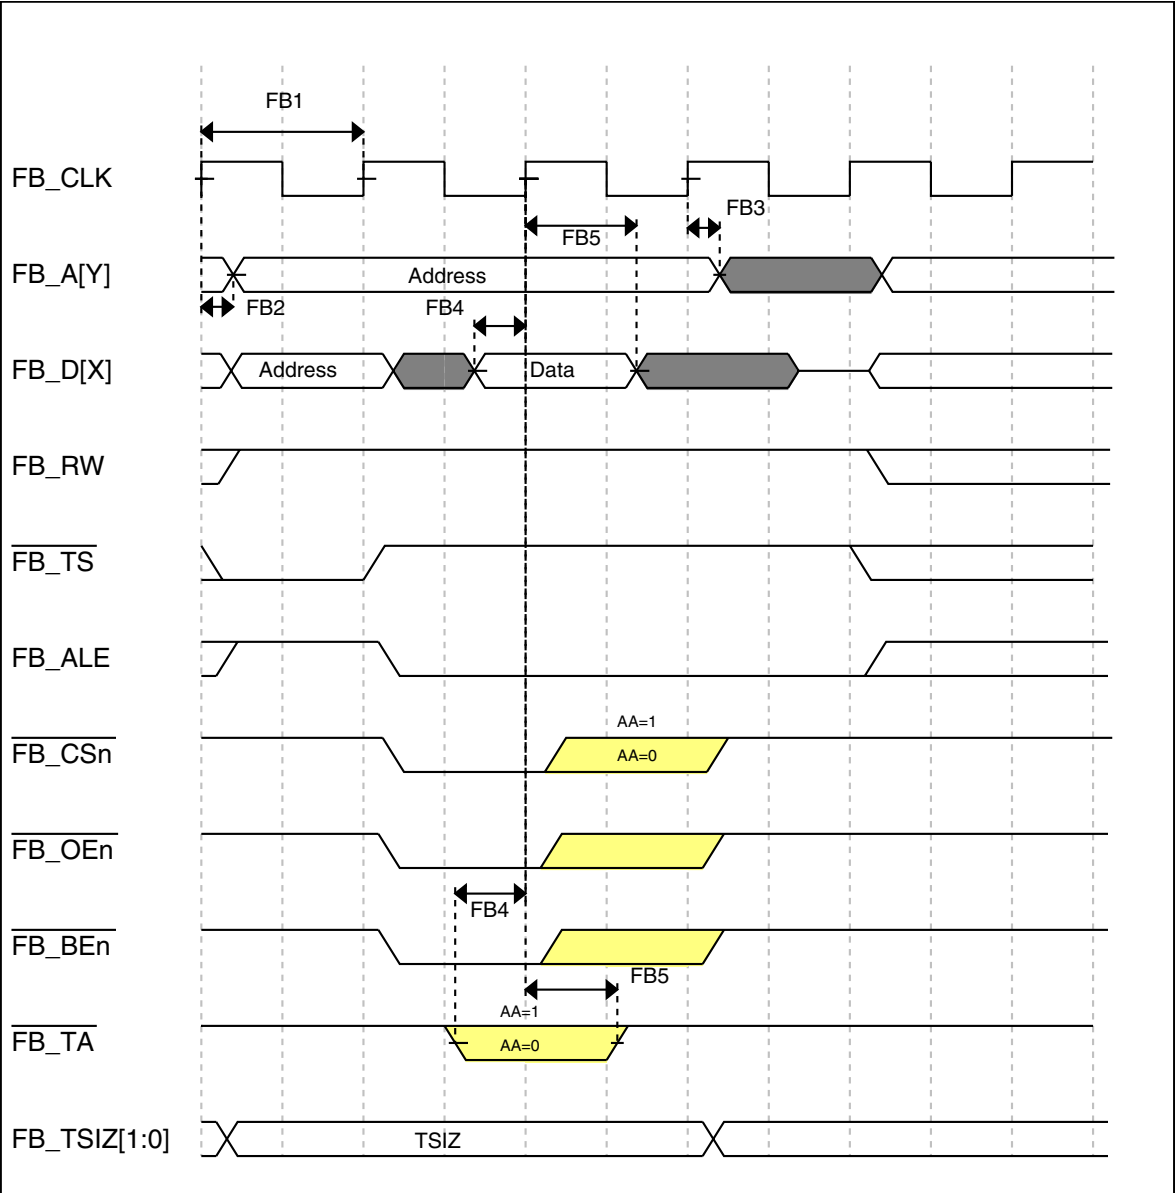 FB1
FB_CLK
FB3
FB5
FB_A[Y]
Address
FB2
FB4
FB_D[X]
Address
Data
FB_RW
FB_TS
FB_ALE
AA=1
FB_CSn
AA=0
FB_OEn
FB4
FB_BEn
FB5
AA=1
FB_TA
AA=0
FB_TSIZ[1:0]
TSIZ